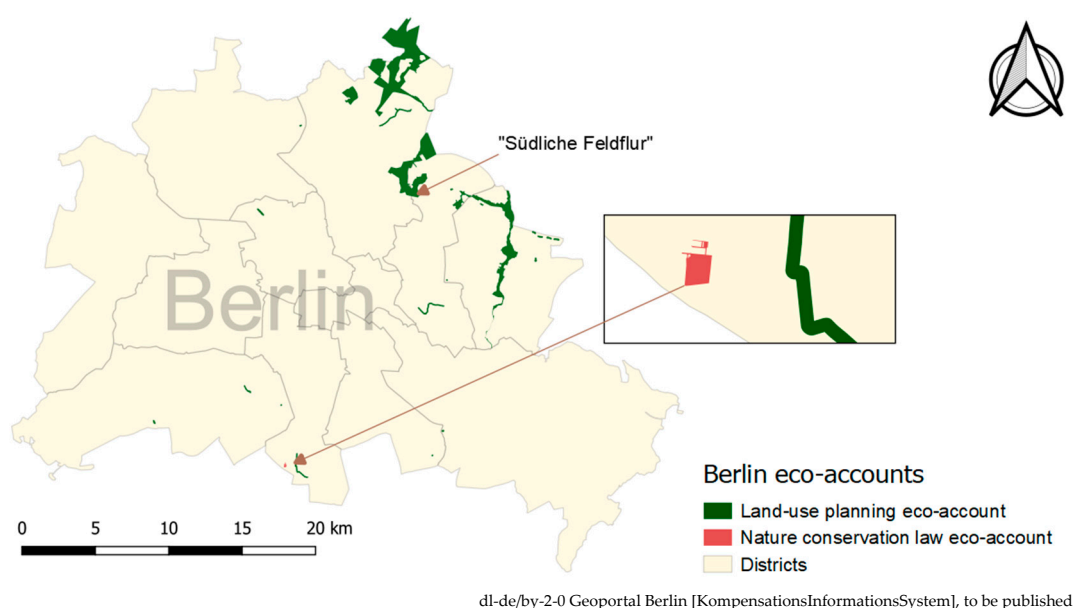 "Südliche Feldflur"
Berlin
Berlin eco-accounts
Land-use planning eco-account
Nature conservation law eco-account
Districts
0 5 10 15 20 km
dl-de/by-2-0 Geoportal Berlin [KompensationsInformationsSystem], to be published